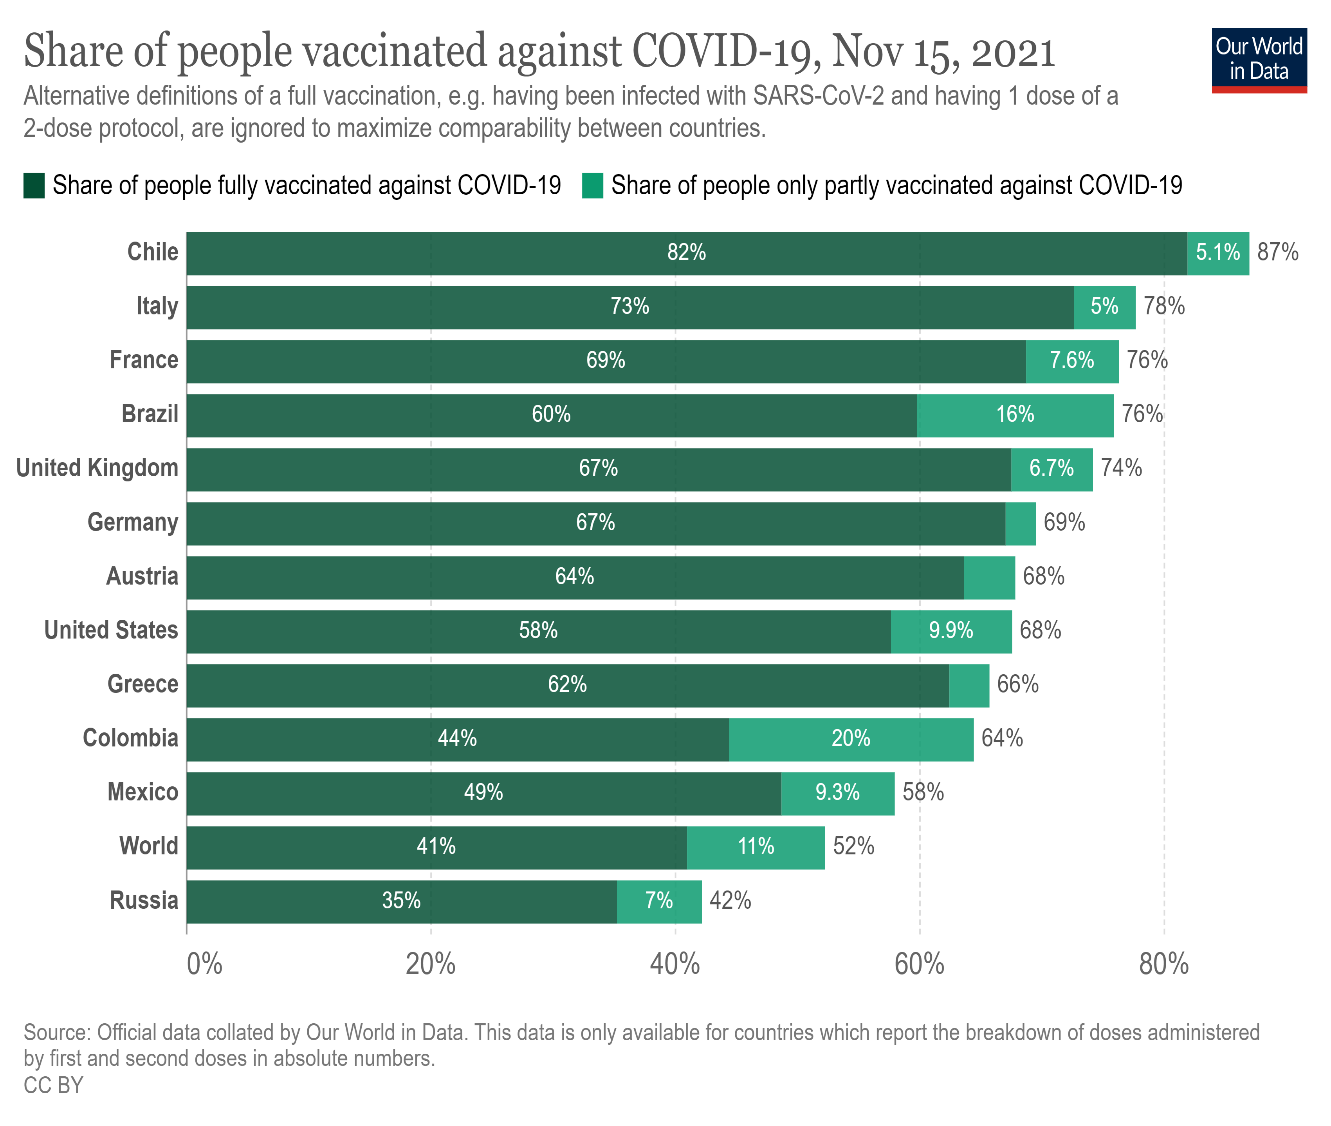 Share of people vaccinated against COVID-19, Nov 15, 2021
Our World
in Data
Alternative definitions of a full vaccination, e.g. having been infected with SARS-CoV-2 and having 1 dose of a
2-dose protocol, are ignored to maximize comparability between countries.
Share of people fully vaccinated against COVID-19 Share of people only partly vaccinated against COVID-19
Chile 82% 5.1% 87%
Italy 73% 5% 78%
France 69% 7.6% 76%
Brazil 60% 16% 76%
United Kingdom 67% 6.7% 74%
Germany 67% 69%
Austria 64% 68%
United States 58% 9.9% 68%
Greece 62% 66%
Colombia 44% 20% 64%
Mexico 49% 9.3% 58%
World 41% 11% 52%
Russia 35% 7% 42%
0% 20% 40% 60% 80%
Source: Official data collated by Our World in Data. This data is only available for countries which report the breakdown of doses administered
by first and second doses in absolute numbers.
CC BY